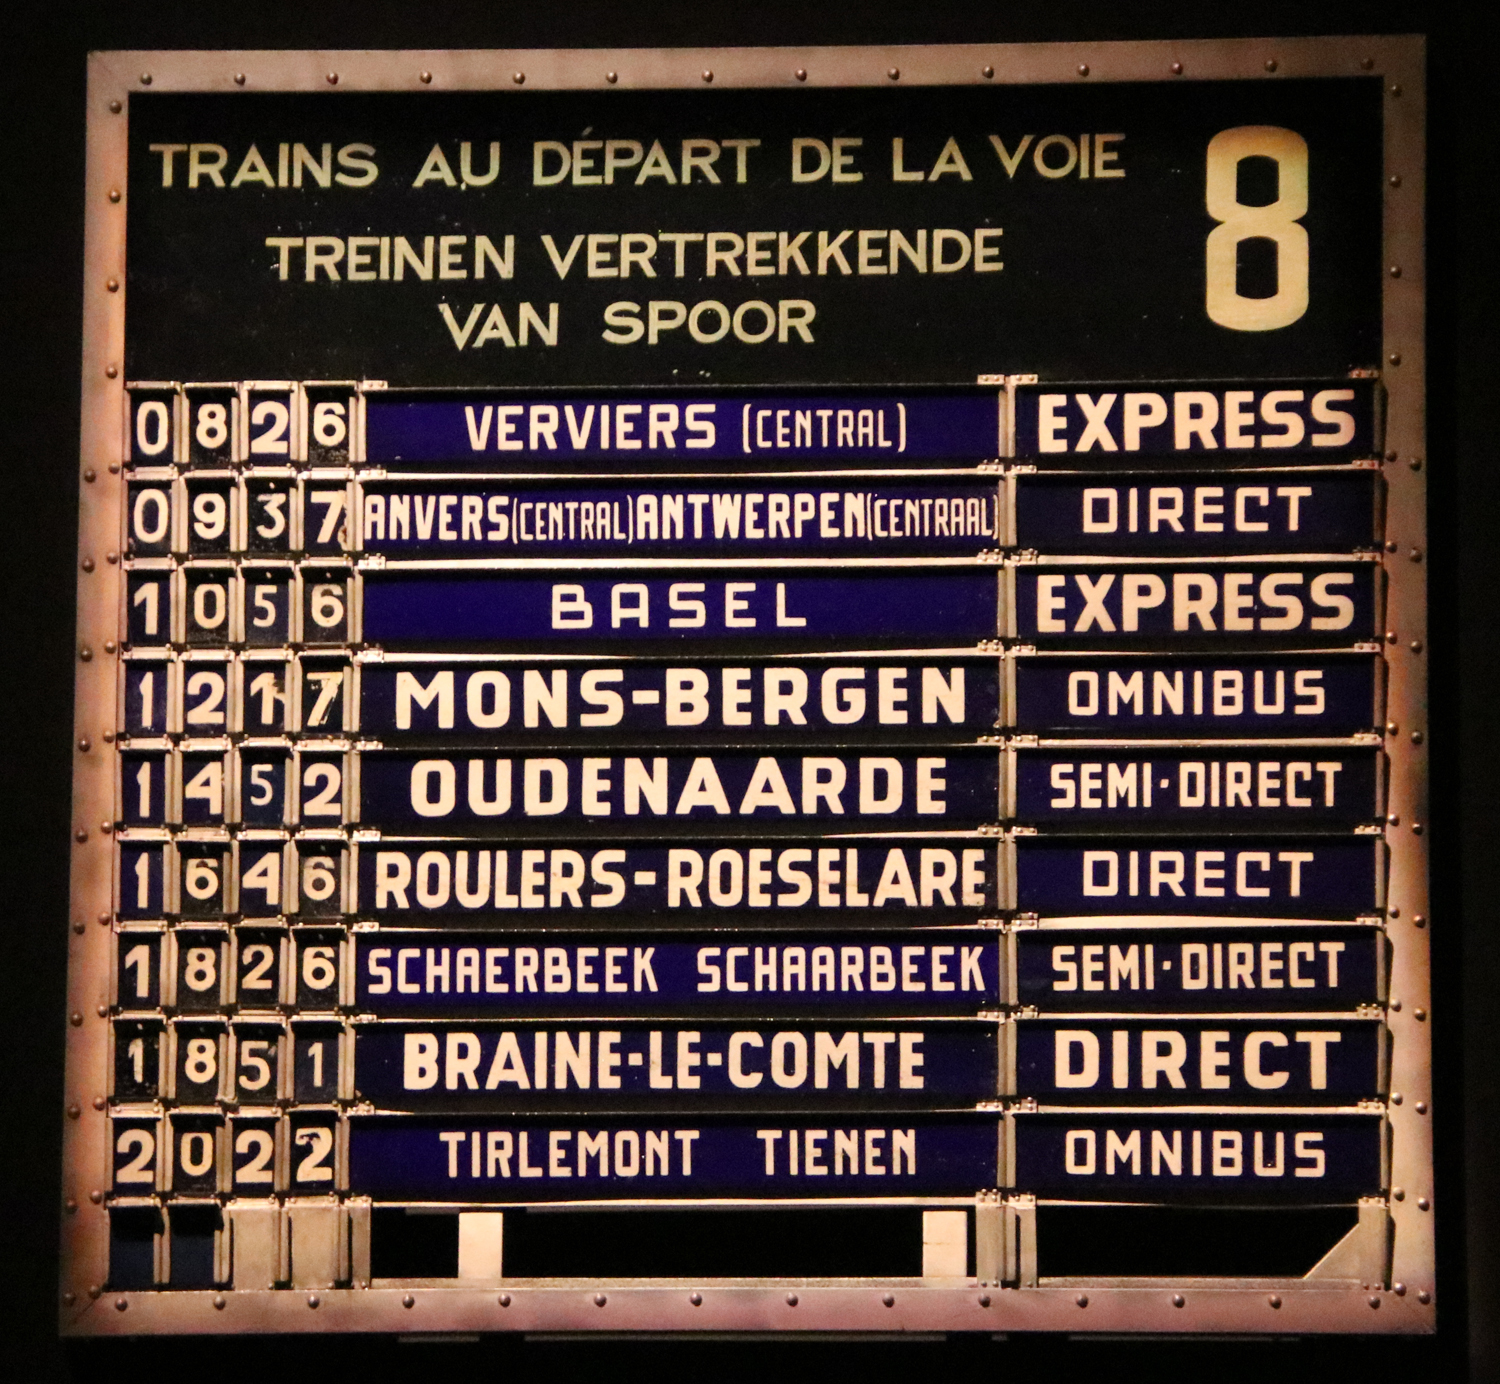 TRAINS AU DÉPART DE LA VOIE 8
TREINEN VERTREKKENDE
VAN SPOOR
0826 VERVIERS (CENTRAL) EXPRESS
0937 ANVERS(CENTRAL)ANTWERPEN(CENTRAAL) DIRECT
1056 BASEL EXPRESS
1217 MONS-BERGEN OMNIBUS
1452 OUDENAARDE SEMI-DIRECT
1646 ROULERS-ROESELARE DIRECT
1826 SCHAERBEEK SCHAARBEEK SEMI-DIRECT
1851 BRAINE-LE-COMTE DIRECT
2022 TIRLEMONT TIENEN OMNIBUS